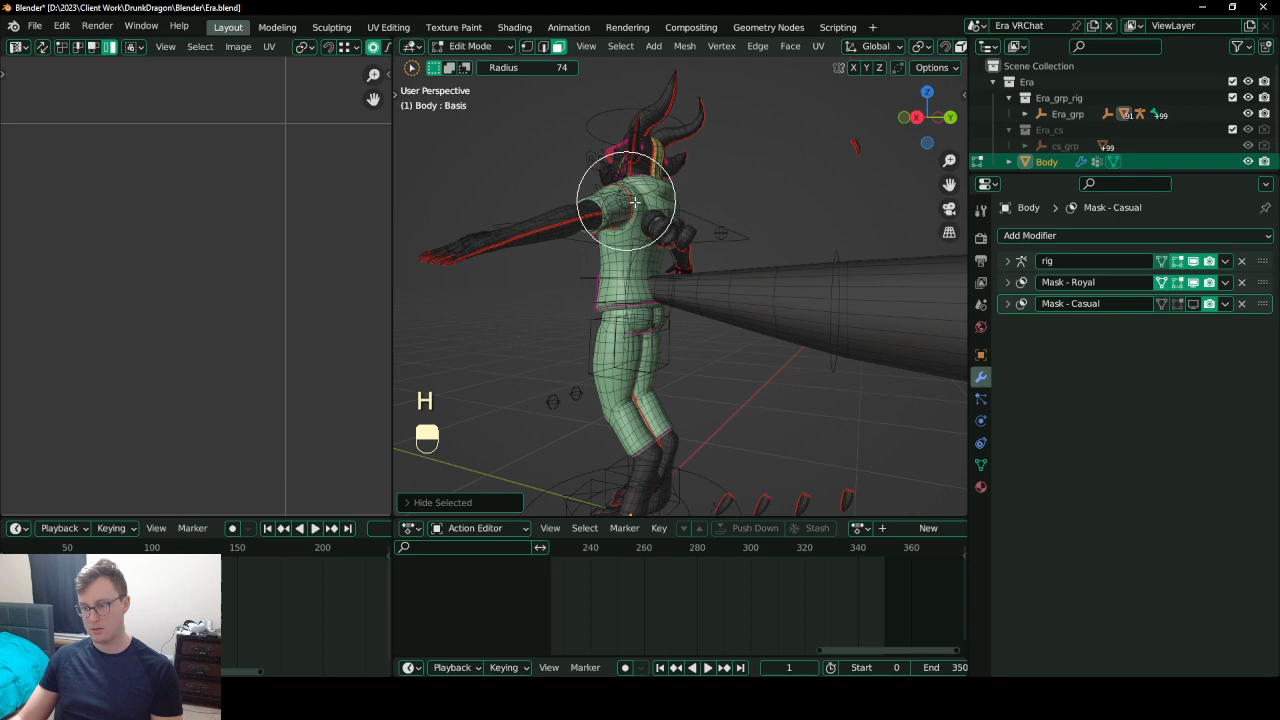 Blender* [D:\2023\Client Work\DrunkDragon\Blender\Era.blend]
File Edit Render Window Help Layout Modeling Sculpting UV Editing Texture Paint Shading Animation Rendering Compositing Geometry Nodes Scripting + Era VRChat ViewLayer
View Select Image UV Edit Mode View Select Add Mesh Vertex Edge Face UV Global
Radius 74 X Y Z Options
User Perspective
(1) Body : Basis
Z
X Y
Scene Collection
Era
Era_grp_rig
Era_grp 91 +99
Era_cs
cs_grp +99
Body
Body > Mask - Casual
Add Modifier
rig
Mask - Royal
Mask - Casual
H
Hide Selected
Playback Keying View Marker Action Editor View Select Marker Key Push Down Stash New
50 100 150 200
240 260 280 300 320 340 360
Playback Keying View Marker 1 Start 0 End 350